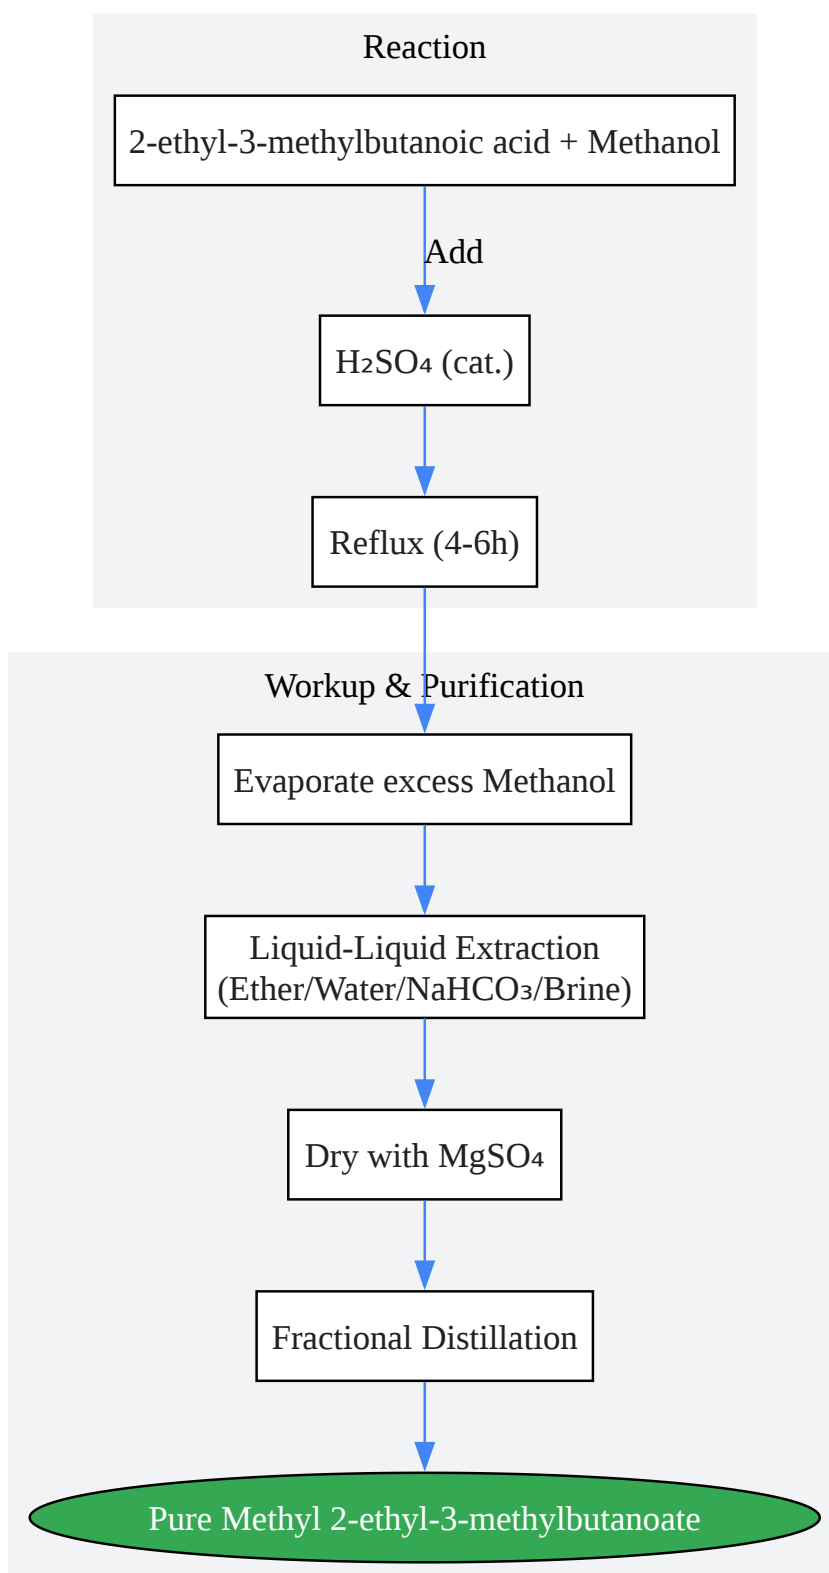 Reaction
2-ethyl-3-methylbutanoic acid + Methanol
Add
H₂SO₄ (cat.)
Reflux (4-6h)
Workup & Purification
Evaporate excess Methanol
Liquid-Liquid Extraction
(Ether/Water/NaHCO₃/Brine)
Dry with MgSO₄
Fractional Distillation
Pure Methyl 2-ethyl-3-methylbutanoate